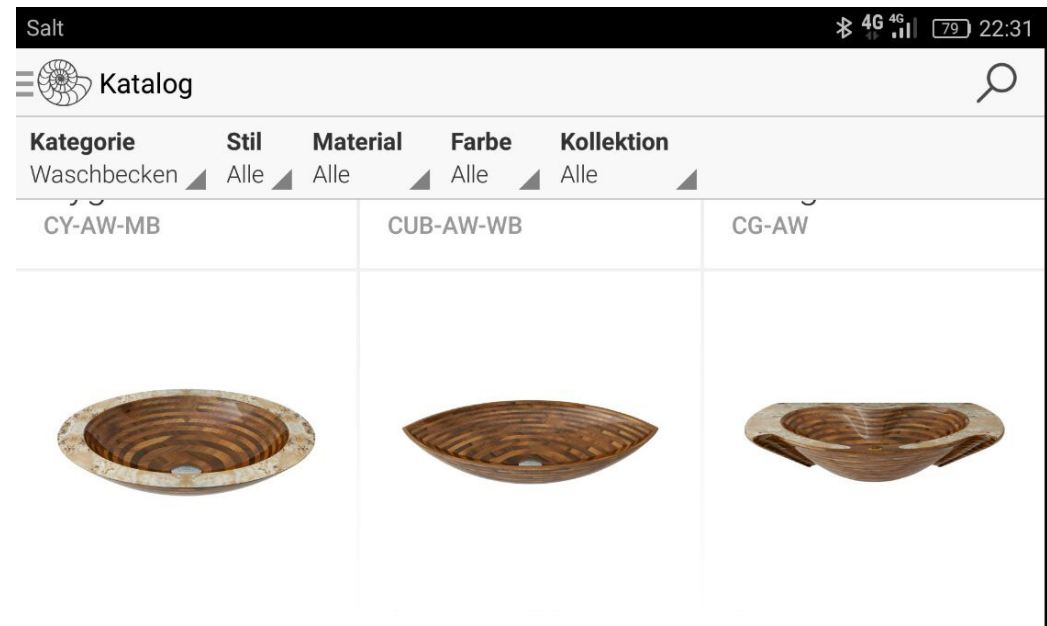 Salt 4G 4G 79 22:31
Katalog
Kategorie Stil Material Farbe Kollektion
Waschbecken Alle Alle Alle Alle
CY-AW-MB CUB-AW-WB CG-AW